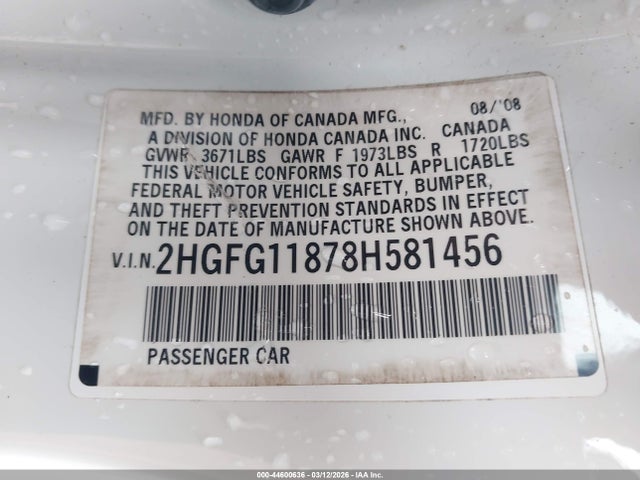 MFD. BY HONDA OF CANADA MFG., 08/'08
A DIVISION OF HONDA CANADA INC. CANADA
GVWR 3671LBS GAWR F 1973LBS R 1720LBS
THIS VEHICLE CONFORMS TO ALL APPLICABLE
FEDERAL MOTOR VEHICLE SAFETY, BUMPER,
AND THEFT PREVENTION STANDARDS IN EFFECT
ON THE DATE OF MANUFACTURE SHOWN ABOVE.
V.I.N. 2HGFG11878H581456
PASSENGER CAR
000-44600636 - 03/12/2026 - IAA Inc.